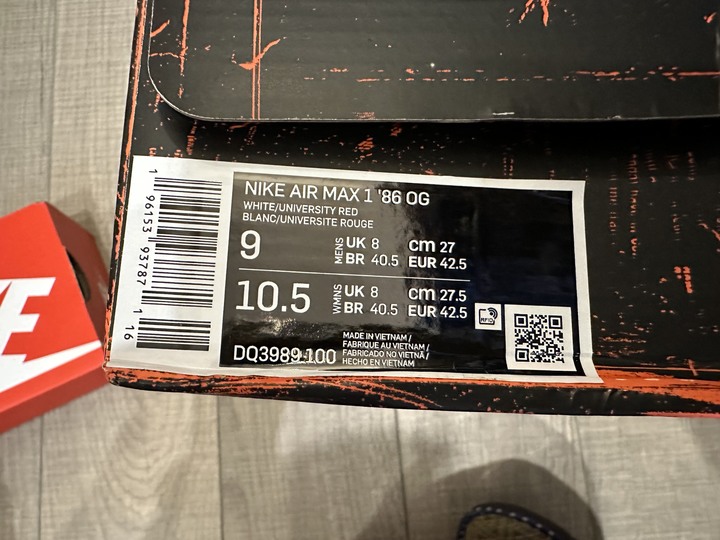 NIKE AIR MAX 1 '86 OG
WHITE/UNIVERSITY RED
BLANC/UNIVERSITE ROUGE
9 MENS UK 8 cm 27
BR 40.5 EUR 42.5
10.5 WMNS UK 8 cm 27.5
BR 40.5 EUR 42.5
RFID
DQ3989-100
MADE IN VIETNAM /
FABRIQUE AU VIETNAM /
FABRICADO NO VIETNÃ /
HECHO EN VIETNAM
1 96153 93787 1 16